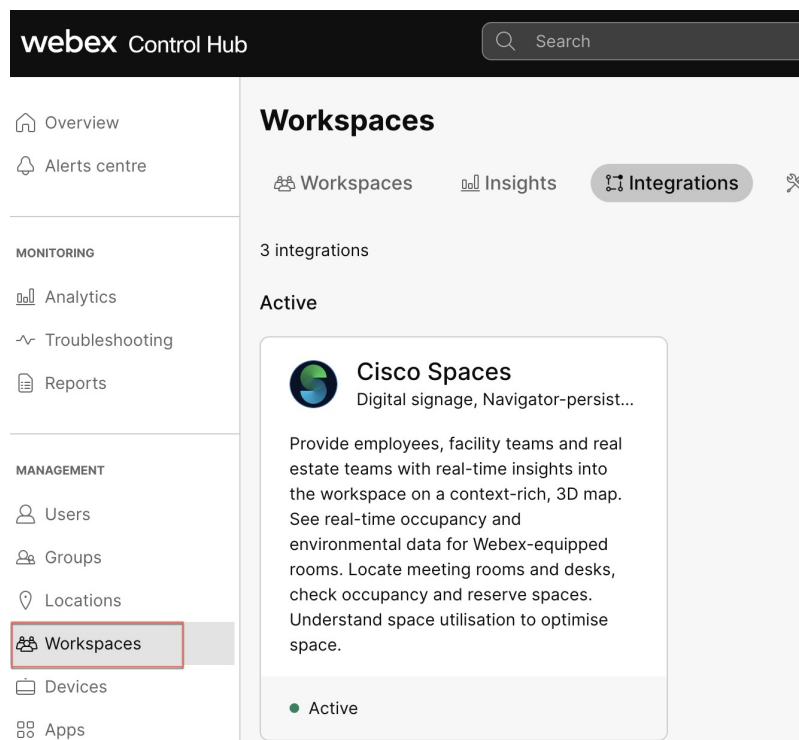 webex Control Hub
Search
Overview
Alerts centre
MONITORING
Analytics
Troubleshooting
Reports
MANAGEMENT
Users
Groups
Locations
Workspaces
Devices
Apps
Workspaces
Workspaces
Insights
Integrations
3 integrations
Active
Cisco Spaces
Digital signage, Navigator-persist...
Provide employees, facility teams and real
estate teams with real-time insights into
the workspace on a context-rich, 3D map.
See real-time occupancy and
environmental data for Webex-equipped
rooms. Locate meeting rooms and desks,
check occupancy and reserve spaces.
Understand space utilisation to optimise
space.
Active